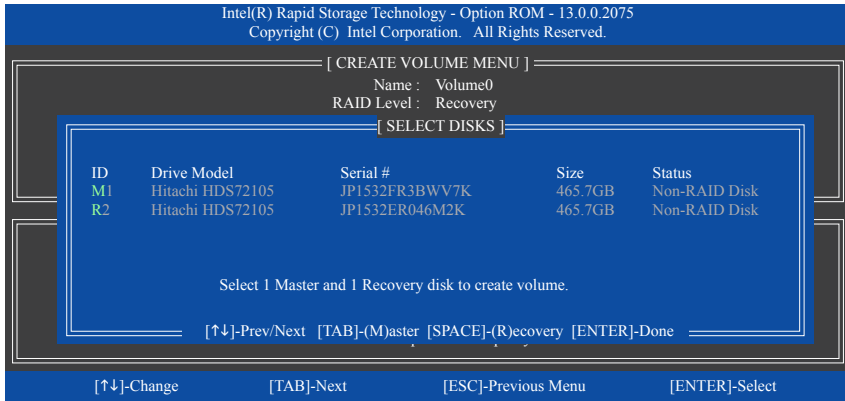 Intel(R) Rapid Storage Technology - Option ROM - 13.0.0.2075
Copyright (C) Intel Corporation. All Rights Reserved.
[ CREATE VOLUME MENU ]
Name : Volume0
RAID Level : Recovery
[ SELECT DISKS ]
ID Drive Model Serial # Size Status
M1 Hitachi HDS72105 JP1532FR3BWV7K 465.7GB Non-RAID Disk
R2 Hitachi HDS72105 JP1532ER046M2K 465.7GB Non-RAID Disk
Select 1 Master and 1 Recovery disk to create volume.
[↑↓]-Prev/Next [TAB]-(M)aster [SPACE]-(R)ecovery [ENTER]-Done
[↑↓]-Change [TAB]-Next [ESC]-Previous Menu [ENTER]-Select